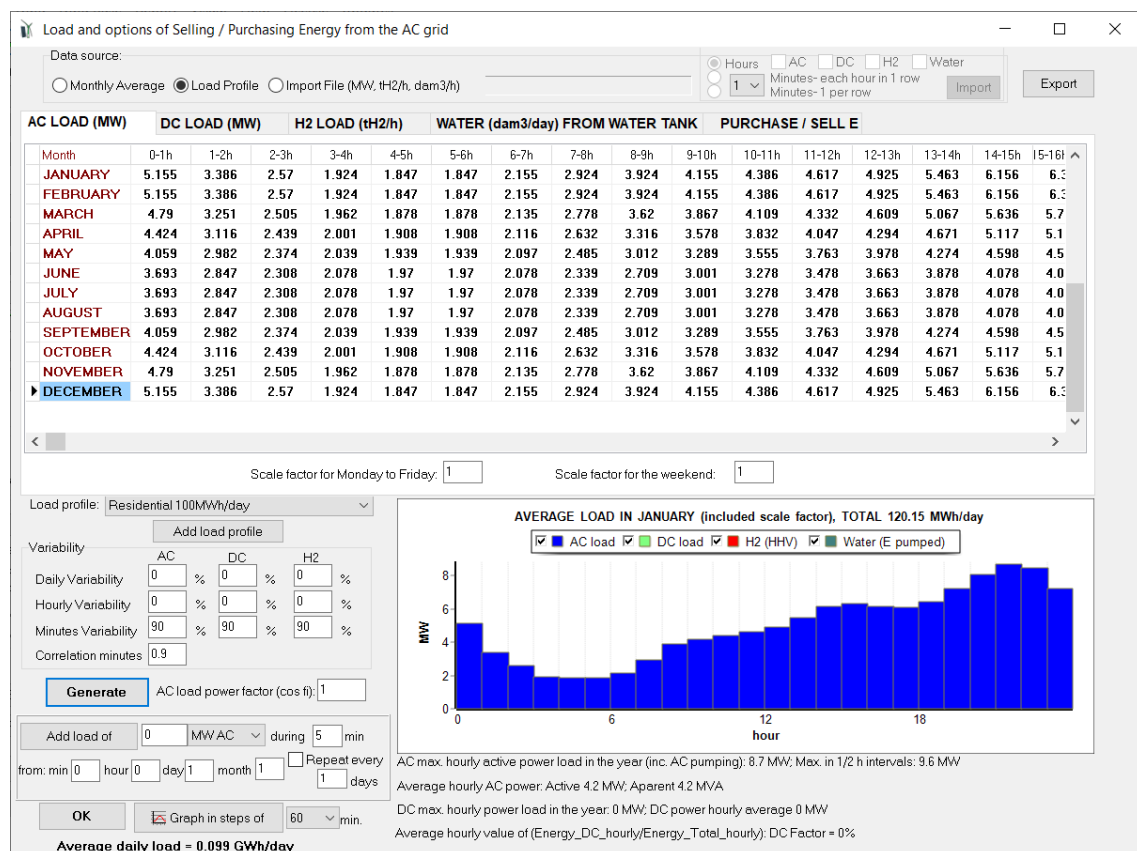 Load and options of Selling / Purchasing Energy from the AC grid
Data source:
Monthly Average Load Profile Import File (MW, tH2/h, dam3/h)
Hours AC DC H2 Water
1 Minutes- each hour in 1 row
Minutes- 1 per row
Import
Export
AC LOAD (MW) DC LOAD (MW) H2 LOAD (tH2/h) WATER (dam3/day) FROM WATER TANK PURCHASE / SELL E
Month 0-1h 1-2h 2-3h 3-4h 4-5h 5-6h 6-7h 7-8h 8-9h 9-10h 10-11h 11-12h 12-13h 13-14h 14-15h 15-16h
JANUARY 5.155 3.386 2.57 1.924 1.847 1.847 2.155 2.924 3.924 4.155 4.386 4.617 4.925 5.463 6.156 6.3
FEBRUARY 5.155 3.386 2.57 1.924 1.847 1.847 2.155 2.924 3.924 4.155 4.386 4.617 4.925 5.463 6.156 6.3
MARCH 4.79 3.251 2.505 1.962 1.878 1.878 2.135 2.778 3.62 3.867 4.109 4.332 4.609 5.067 5.636 5.7
APRIL 4.424 3.116 2.439 2.001 1.908 1.908 2.116 2.632 3.316 3.578 3.832 4.047 4.294 4.671 5.117 5.1
MAY 4.059 2.982 2.374 2.039 1.939 1.939 2.097 2.485 3.012 3.289 3.555 3.763 3.978 4.274 4.598 4.5
JUNE 3.693 2.847 2.308 2.078 1.97 1.97 2.078 2.339 2.709 3.001 3.278 3.478 3.663 3.878 4.078 4.0
JULY 3.693 2.847 2.308 2.078 1.97 1.97 2.078 2.339 2.709 3.001 3.278 3.478 3.663 3.878 4.078 4.0
AUGUST 3.693 2.847 2.308 2.078 1.97 1.97 2.078 2.339 2.709 3.001 3.278 3.478 3.663 3.878 4.078 4.0
SEPTEMBER 4.059 2.982 2.374 2.039 1.939 1.939 2.097 2.485 3.012 3.289 3.555 3.763 3.978 4.274 4.598 4.5
OCTOBER 4.424 3.116 2.439 2.001 1.908 1.908 2.116 2.632 3.316 3.578 3.832 4.047 4.294 4.671 5.117 5.1
NOVEMBER 4.79 3.251 2.505 1.962 1.878 1.878 2.135 2.778 3.62 3.867 4.109 4.332 4.609 5.067 5.636 5.7
DECEMBER 5.155 3.386 2.57 1.924 1.847 1.847 2.155 2.924 3.924 4.155 4.386 4.617 4.925 5.463 6.156 6.3
Scale factor for Monday to Friday: 1 Scale factor for the weekend: 1
Load profile: Residential 100MWh/day
Add load profile
Variability
AC DC H2
Daily Variability 0 % 0 % 0 %
Hourly Variability 0 % 0 % 0 %
Minutes Variability 90 % 90 % 90 %
Correlation minutes 0.9
Generate AC load power factor (cos fi): 1
Add load of 0 MW AC during 5 min
from: min 0 hour 0 day 1 month 1 Repeat every
1 days
OK Graph in steps of 60 min.
Average daily load = 0.099 GWh/day
AVERAGE LOAD IN JANUARY (included scale factor), TOTAL 120.15 MWh/day
AC load DC load H2 (HHV) Water (E pumped)
8
6
4
2
0
MW
0 6 12 18
hour
AC max. hourly active power load in the year (inc. AC pumping): 8.7 MW; Max. in 1/2 h intervals: 9.6 MW
Average hourly AC power: Active 4.2 MW; Aparent 4.2 MVA
DC max. hourly power load in the year: 0 MW; DC power hourly average 0 MW
Average hourly value of (Energy_DC_hourly/Energy_Total_hourly): DC Factor = 0%